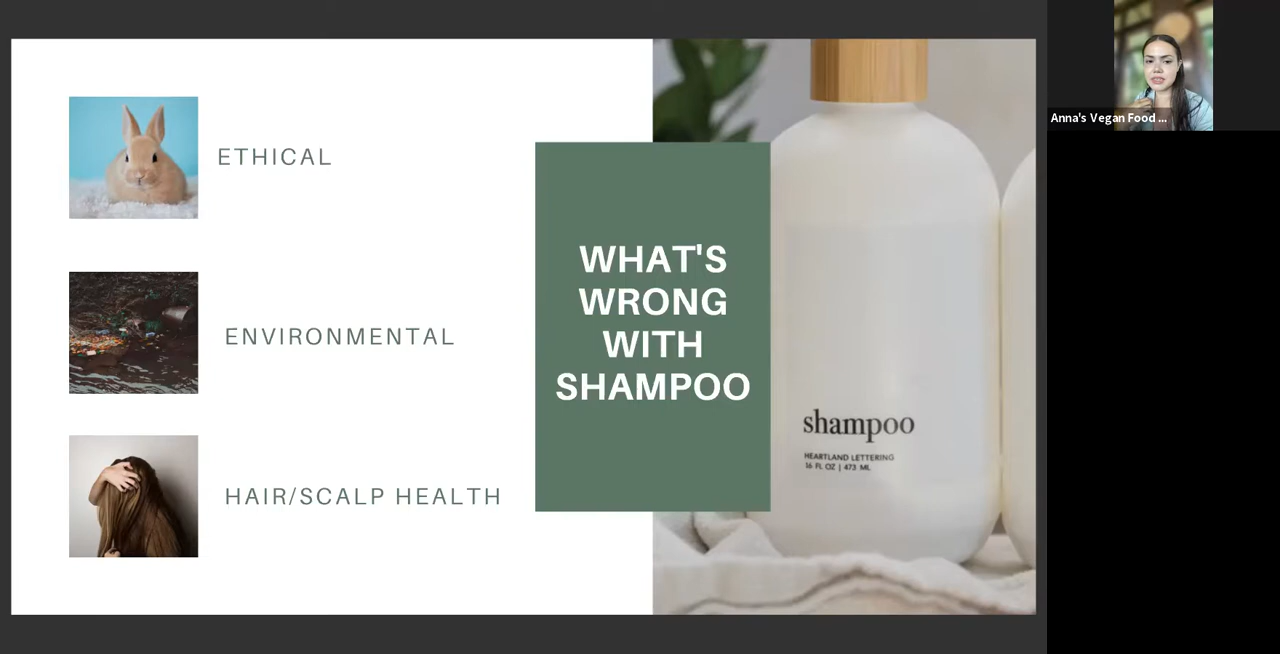 ETHICAL
ENVIRONMENTAL
HAIR/SCALP HEALTH
WHAT'S
WRONG
WITH
SHAMPOO
shampoo
HEARTLAND LETTERING
16 FL OZ | 473 ML
Anna's Vegan Food ...